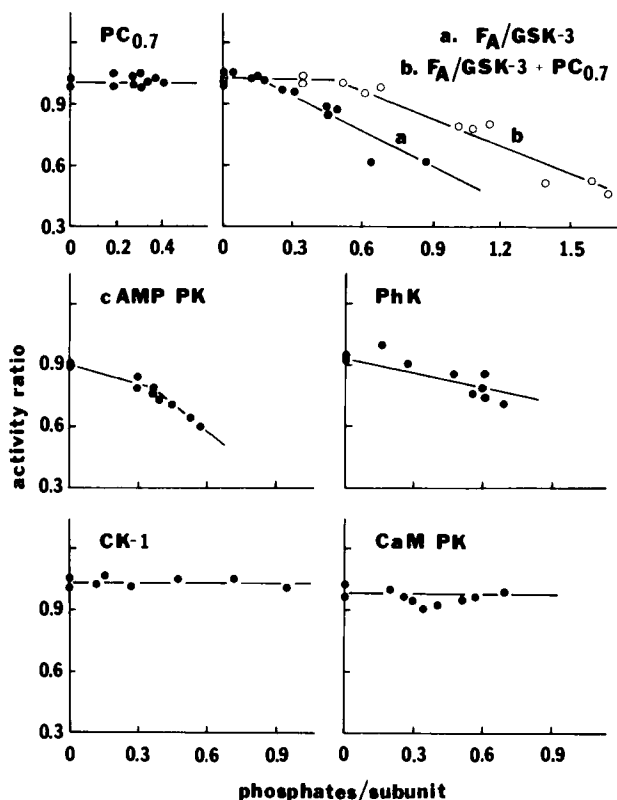 PC0.7
a. FA/GSK-3
b. FA/GSK-3 + PC0.7
0.9
0.6
0.3
a
b
0 0.2 0.4
0 0.3 0.6 0.9 1.2 1.5
cAMP PK
PhK
0.9
0.6
0.3
activity ratio
CK-1
CaM PK
0.9
0.6
0.3
0 0.3 0.6 0.9
0 0.3 0.6 0.9
phosphates/subunit